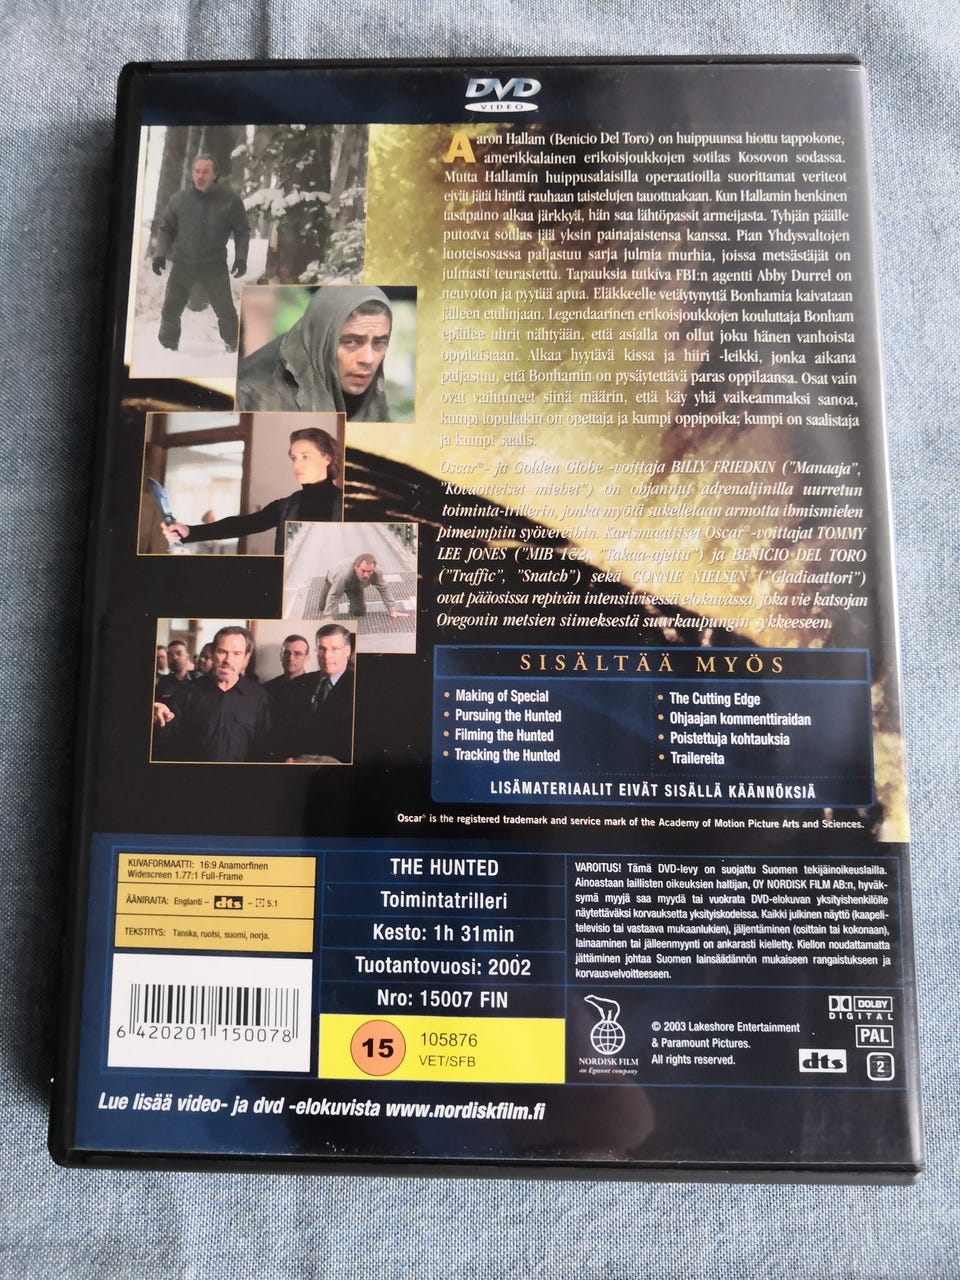 DVD
VIDEO
Aaron Hallam (Benicio Del Toro) on huippuunsa hiottu tappokone,
amerikkalainen erikoisjoukkojen sotilas Kosovon sodassa.
Mutta Hallamin huippusalaisilla operaatioilla suorittamat veriteot
eivät jätä häntä rauhaan taistelujen tauottuakaan. Kun Hallamin henkinen
tasapaino alkaa järkkyä, hän saa lähtöpassit armeijasta. Tyhjän päälle
putoava sotilas jää yksin painajaistensa kanssa. Pian Yhdysvaltojen
luoteisosassa paljastuu sarja julmia murhia, joissa metsästäjät on
julmasti teurastettu. Tapauksia tutkiva FBI:n agentti Abby Durrel on
neuvoton ja pyytää apua. Eläkkeelle vetäytynyttä Bonhamia kaivataan
jälleen etulinjaan. Legendaarinen erikoisjoukkojen kouluttaja Bonham
epäilee uhrit nähtyään, että asialla on ollut joku hänen vanhoista
oppilaistaan. Alkaa hyytävä kissa ja hiiri -leikki, jonka aikana
paljastuu, että Bonhamin on pysäytettävä paras oppilaansa. Osat vain
ovat vaihtuneet siinä määrin, että käy yhä vaikeammaksi sanoa,
kumpi lopultakin on opettaja ja kumpi oppipoika; kumpi on saalistaja
ja kumpi saalis.
Oscar®- ja Golden Globe -voittaja BILLY FRIEDKIN ("Manaaja",
"Kovaotteiset miehet") on ohjannut adrenaliinilla uurretun
toiminta-trillerin, jonka myötä sukelletaan armotta ihmismielen
pimeimpiin syövereihin. Karismaattiset Oscar®-voittajat TOMMY
LEE JONES ("MIB 1&2, "Takaa-ajettu") ja BENICIO DEL TORO
("Traffic", "Snatch") sekä CONNIE NIELSEN ("Gladiaattori")
ovat pääosissa repivän intensiivisessä elokuvassa, joka vie katsojan
Oregonin metsien siimeksestä suurkaupungin sykkeeseen.
SISÄLTÄÄ MYÖS
• Making of Special
• Pursuing the Hunted
• Filming the Hunted
• Tracking the Hunted
• The Cutting Edge
• Ohjaajan kommenttiraidan
• Poistettuja kohtauksia
• Trailereita
LISÄMATERIAALIT EIVÄT SISÄLLÄ KÄÄNNÖKSIÄ
Oscar® is the registered trademark and service mark of the Academy of Motion Picture Arts and Sciences.
KUVAFORMAATTI: 16:9 Anamorfinen
Widescreen 1.77:1 Full-Frame
ÄÄNIRAITA: Englanti – dts – 5.1
TEKSTITYS: Tanska, ruotsi, suomi, norja.
6 420201 150078
THE HUNTED
Toimintatrilleri
Kesto: 1h 31min
Tuotantovuosi: 2002
Nro: 15007 FIN
15
105876
VET/SFB
VAROITUS! Tämä DVD-levy on suojattu Suomen tekijäinoikeuslailla.
Ainoastaan laillisten oikeuksien haltijan, OY NORDISK FILM AB:n, hyväk-
symä myyjä saa myydä tai vuokrata DVD-elokuvan yksityishenkilölle
näytettäväksi korvauksetta yksityiskodeissa. Kaikki julkinen näyttö (kaapeli-
televisio tai vastaava mukaanlukien), jäljentäminen (osittain tai kokonaan),
lainaaminen tai jälleenmyynti on ankarasti kielletty. Kiellon noudattamatta
jättäminen johtaa Suomen lainsäädännön mukaiseen rangaistukseen ja
korvausvelvoitteeseen.
NORDISK FILM
an Egmont company
© 2003 Lakeshore Entertainment
& Paramount Pictures.
All rights reserved.
DOLBY
DIGITAL
PAL
dts
2
Lue lisää video- ja dvd -elokuvista www.nordiskfilm.fi